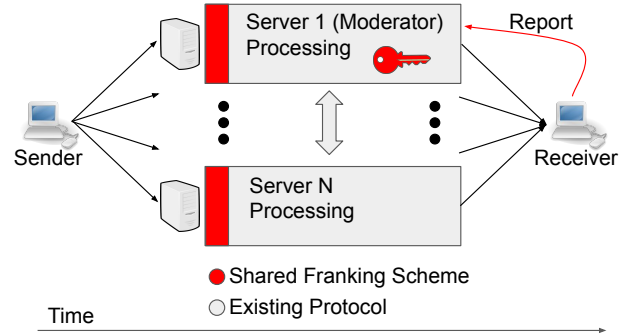 Server 1 (Moderator)
Processing
Report
Sender
Receiver
Server N
Processing
Shared Franking Scheme
Existing Protocol
Time